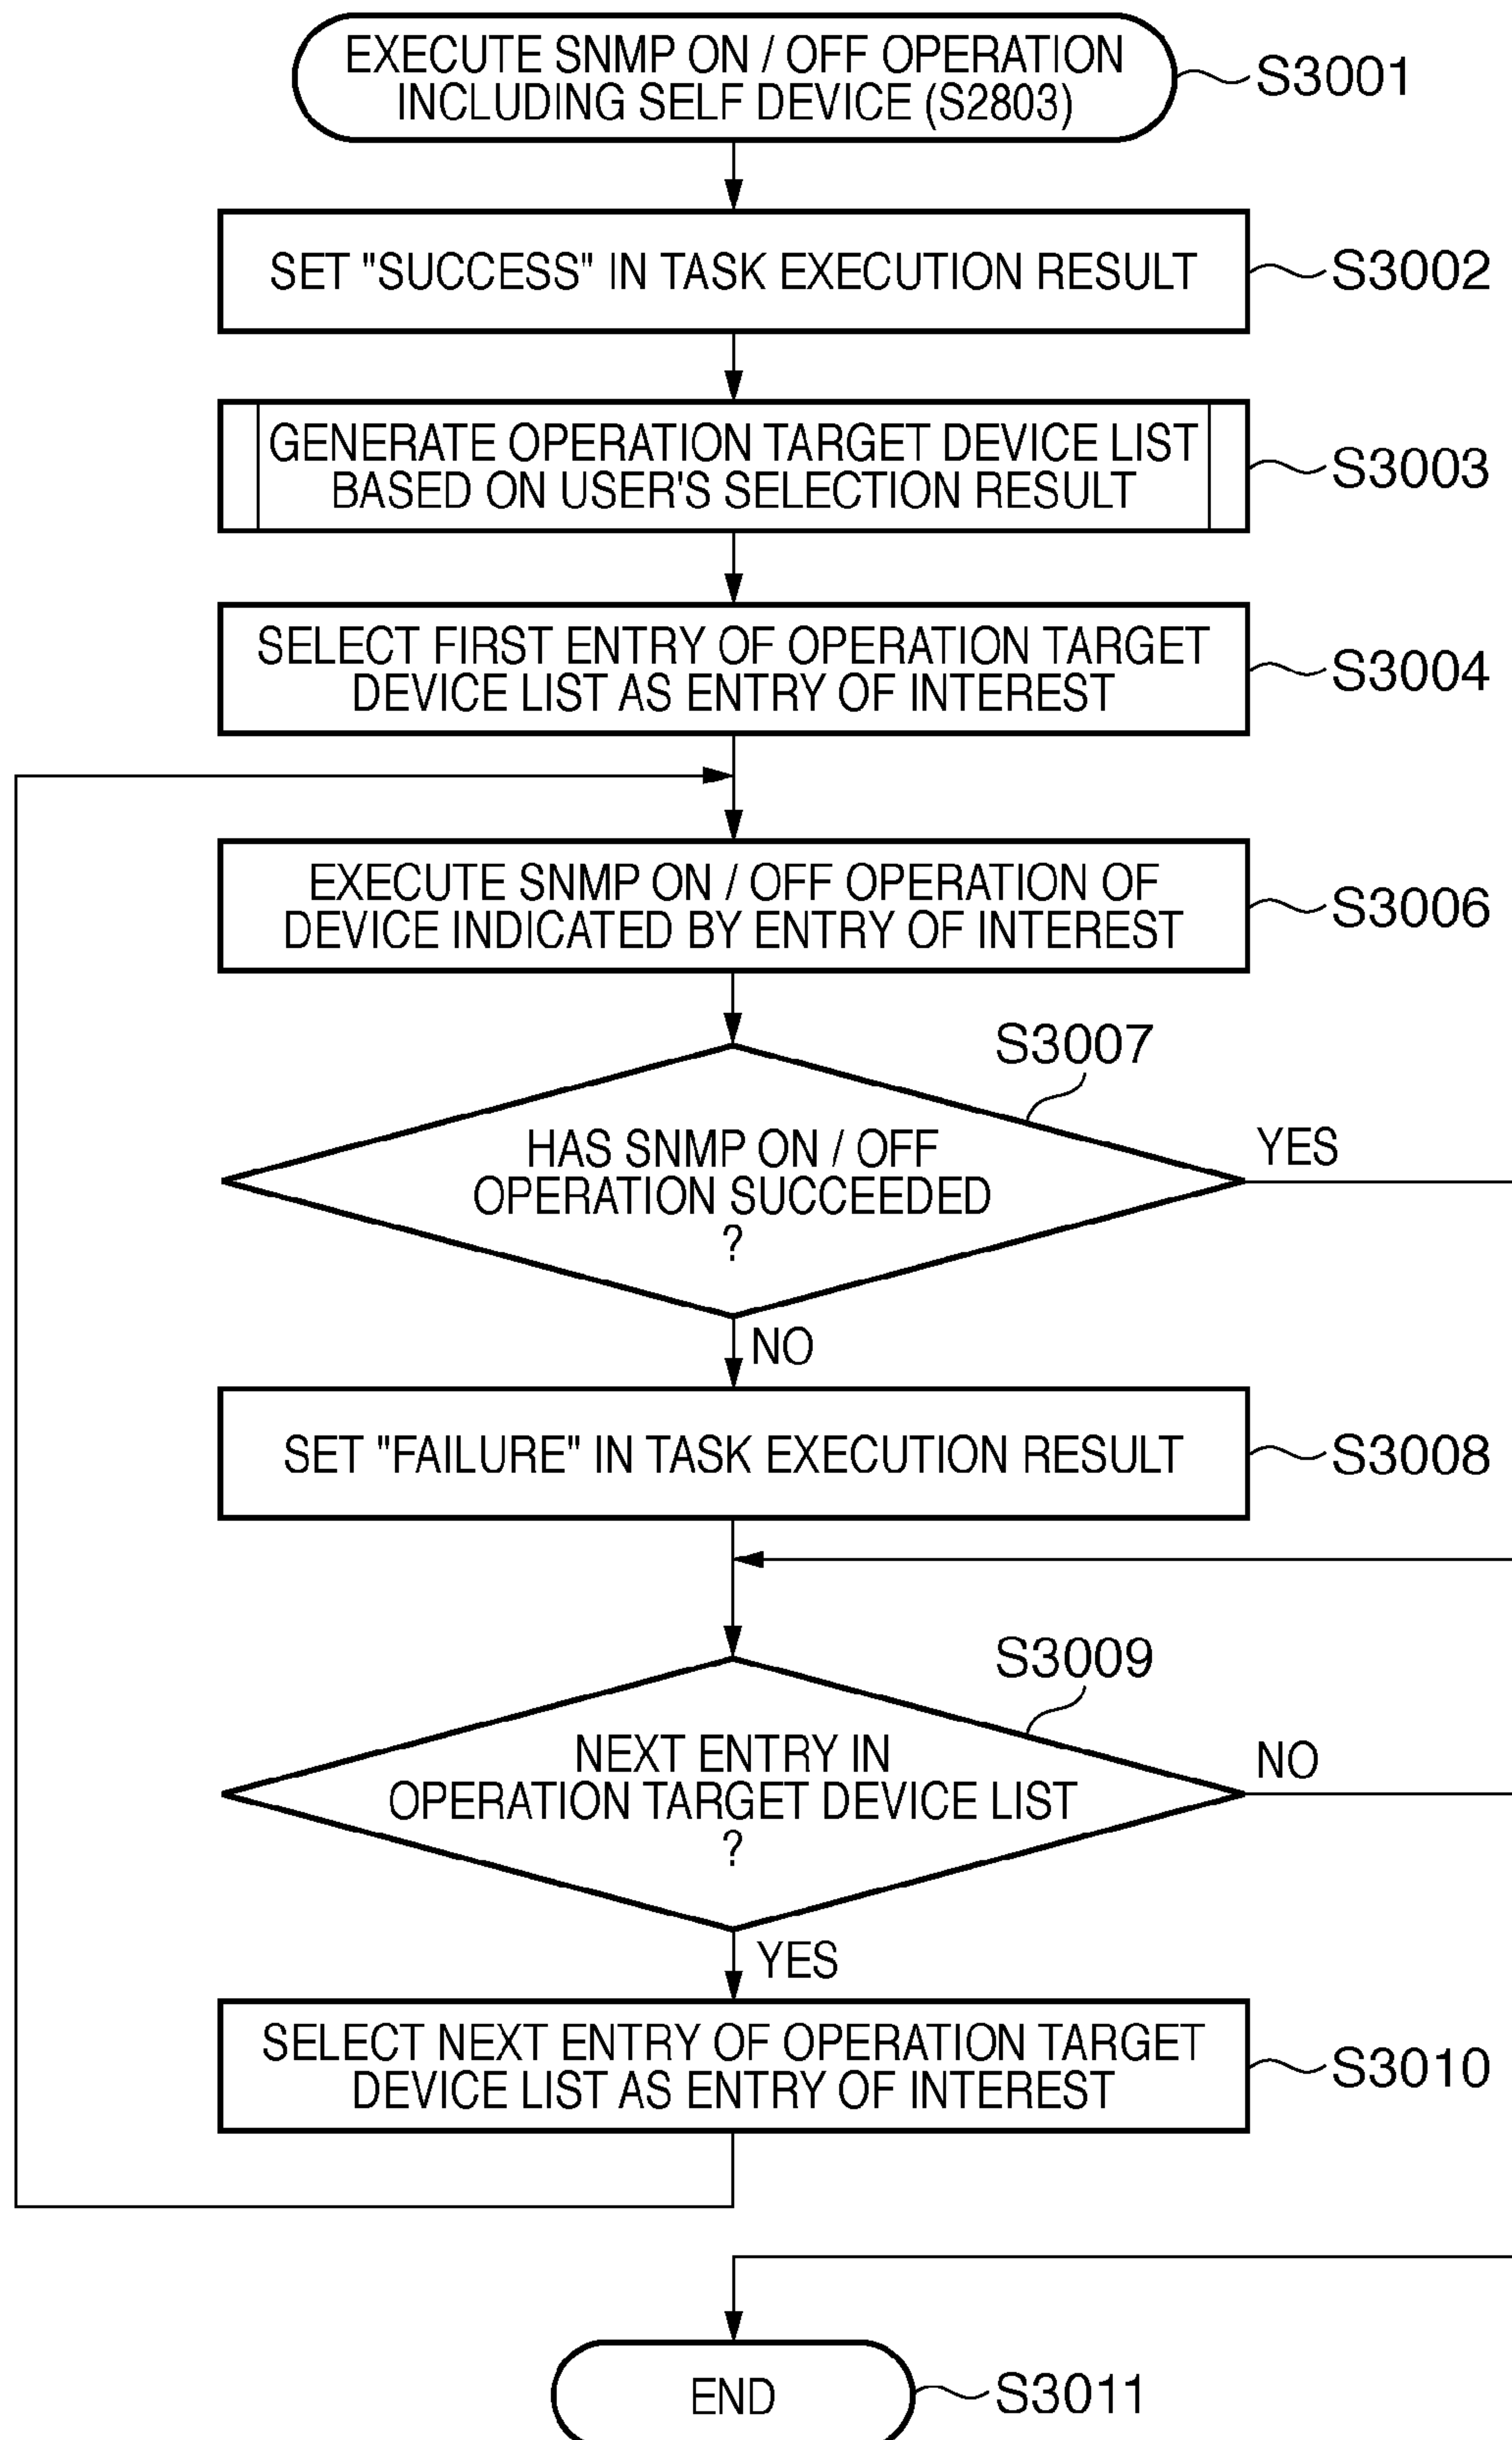 EXECUTE SNMP ON / OFF OPERATION
INCLUDING SELF DEVICE (S2803)
S3001
SET "SUCCESS" IN TASK EXECUTION RESULT
S3002
GENERATE OPERATION TARGET DEVICE LIST
BASED ON USER'S SELECTION RESULT
S3003
SELECT FIRST ENTRY OF OPERATION TARGET
DEVICE LIST AS ENTRY OF INTEREST
S3004
EXECUTE SNMP ON / OFF OPERATION OF
DEVICE INDICATED BY ENTRY OF INTEREST
S3006
S3007
HAS SNMP ON / OFF
OPERATION SUCCEEDED
?
YES
NO
SET "FAILURE" IN TASK EXECUTION RESULT
S3008
S3009
NEXT ENTRY IN
OPERATION TARGET DEVICE LIST
?
NO
YES
SELECT NEXT ENTRY OF OPERATION TARGET
DEVICE LIST AS ENTRY OF INTEREST
S3010
END
S3011